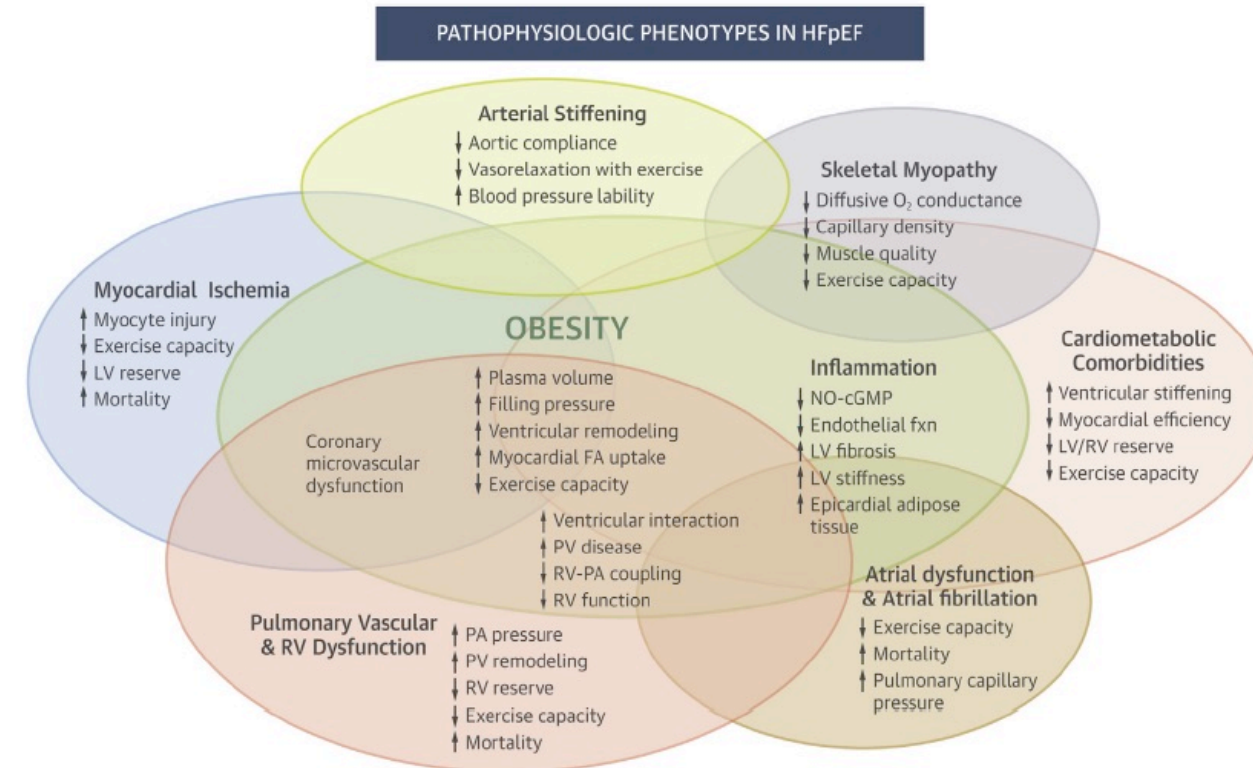 PATHOPHYSIOLOGIC PHENOTYPES IN HFpEF
Arterial Stiffening
↓ Aortic compliance
↓ Vasorelaxation with exercise
↑ Blood pressure lability
Skeletal Myopathy
↓ Diffusive O₂ conductance
↓ Capillary density
↓ Muscle quality
↓ Exercise capacity
Myocardial Ischemia
↑ Myocyte injury
↓ Exercise capacity
↓ LV reserve
↑ Mortality
OBESITY
↑ Plasma volume
↑ Filling pressure
↑ Ventricular remodeling
↑ Myocardial FA uptake
↓ Exercise capacity
Coronary
microvascular
dysfunction
↑ Ventricular interaction
↑ PV disease
↓ RV-PA coupling
↓ RV function
Inflammation
↓ NO-cGMP
↓ Endothelial fxn
↑ LV fibrosis
↑ LV stiffness
↑ Epicardial adipose
tissue
Cardiometabolic
Comorbidities
↑ Ventricular stiffening
↓ Myocardial efficiency
↓ LV/RV reserve
↓ Exercise capacity
Pulmonary Vascular
& RV Dysfunction
↑ PA pressure
↑ PV remodeling
↓ RV reserve
↓ Exercise capacity
↑ Mortality
Atrial dysfunction
& Atrial fibrillation
↓ Exercise capacity
↑ Mortality
↑ Pulmonary capillary
pressure